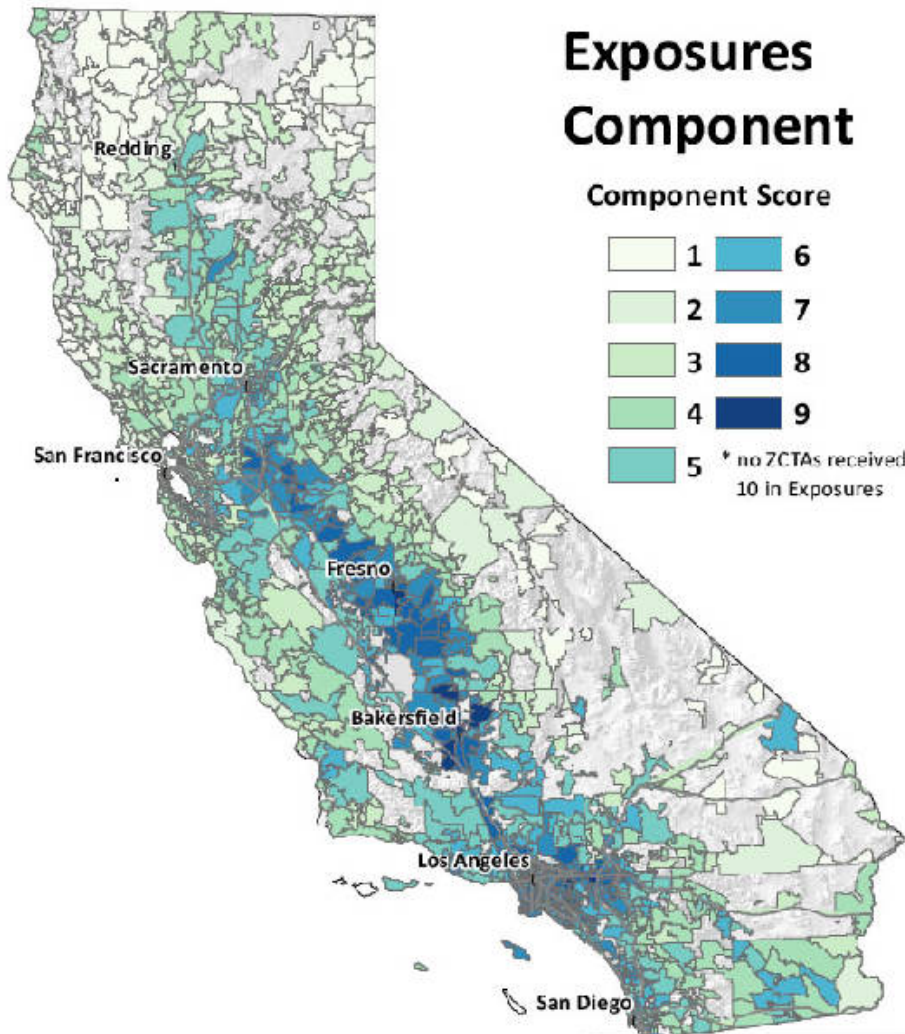 Exposures
Component
Component Score
1 6
2 7
3 8
4 9
5 * no ZCTAs received
10 in Exposures
Redding
Sacramento
San Francisco
Fresno
Bakersfield
Los Angeles
San Diego